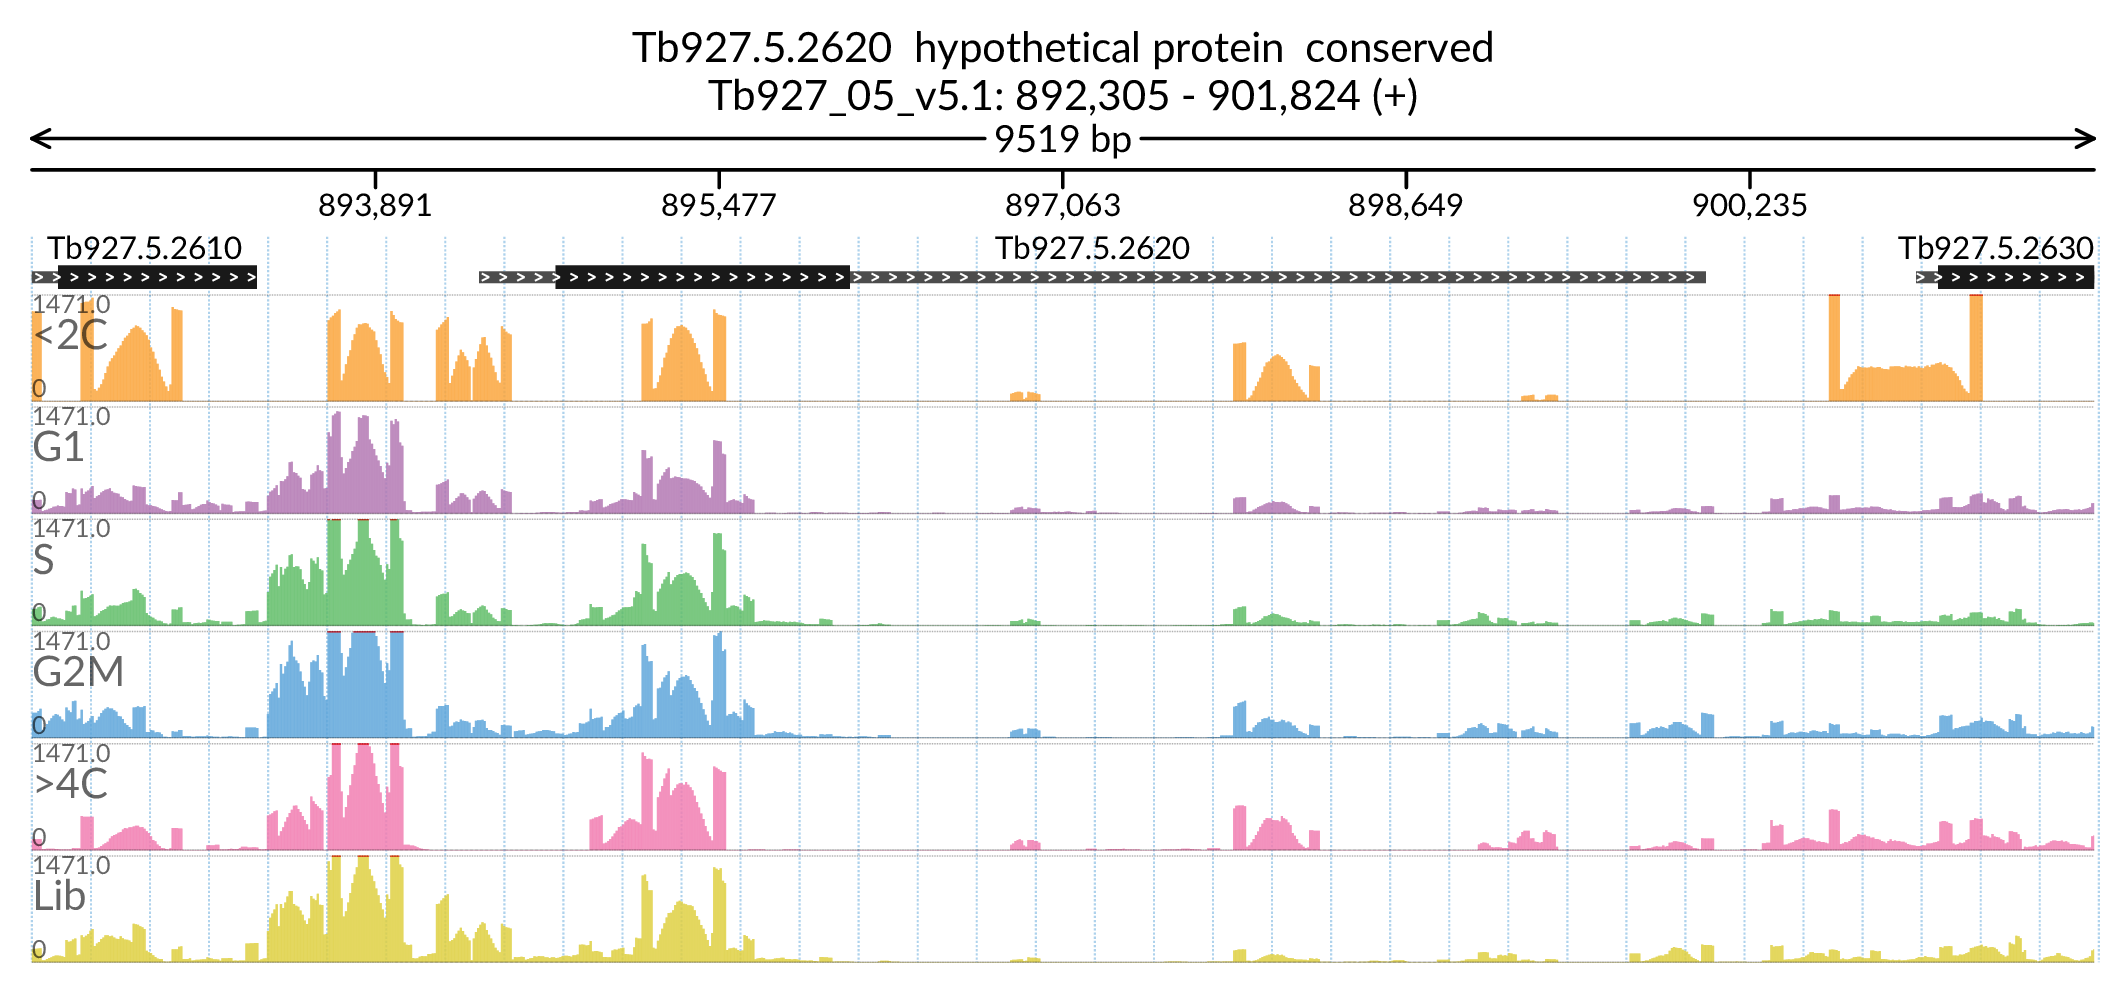 Tb927.5.2620 hypothetical protein conserved
Tb927_05_v5.1: 892,305 - 901,824 (+)
9519 bp
893,891 895,477 897,063 898,649 900,235
Tb927.5.2610 Tb927.5.2620 Tb927.5.2630
1471.0
<2C
0
1471.0
G1
0
1471.0
S
0
1471.0
G2M
0
1471.0
>4C
0
1471.0
Lib
0